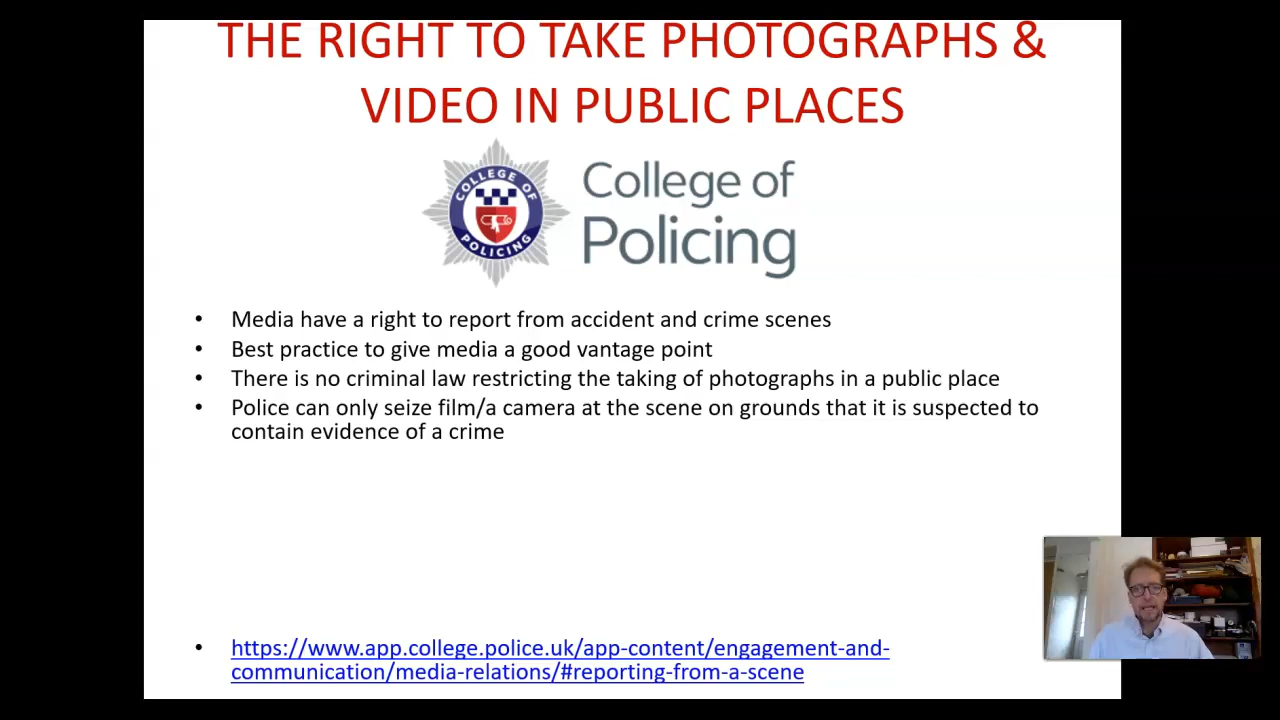 THE RIGHT TO TAKE PHOTOGRAPHS &
VIDEO IN PUBLIC PLACES
COLLEGE OF
POLICING
College of
Policing
• Media have a right to report from accident and crime scenes
• Best practice to give media a good vantage point
• There is no criminal law restricting the taking of photographs in a public place
• Police can only seize film/a camera at the scene on grounds that it is suspected to
contain evidence of a crime
• https://www.app.college.police.uk/app-content/engagement-and-
communication/media-relations/#reporting-from-a-scene